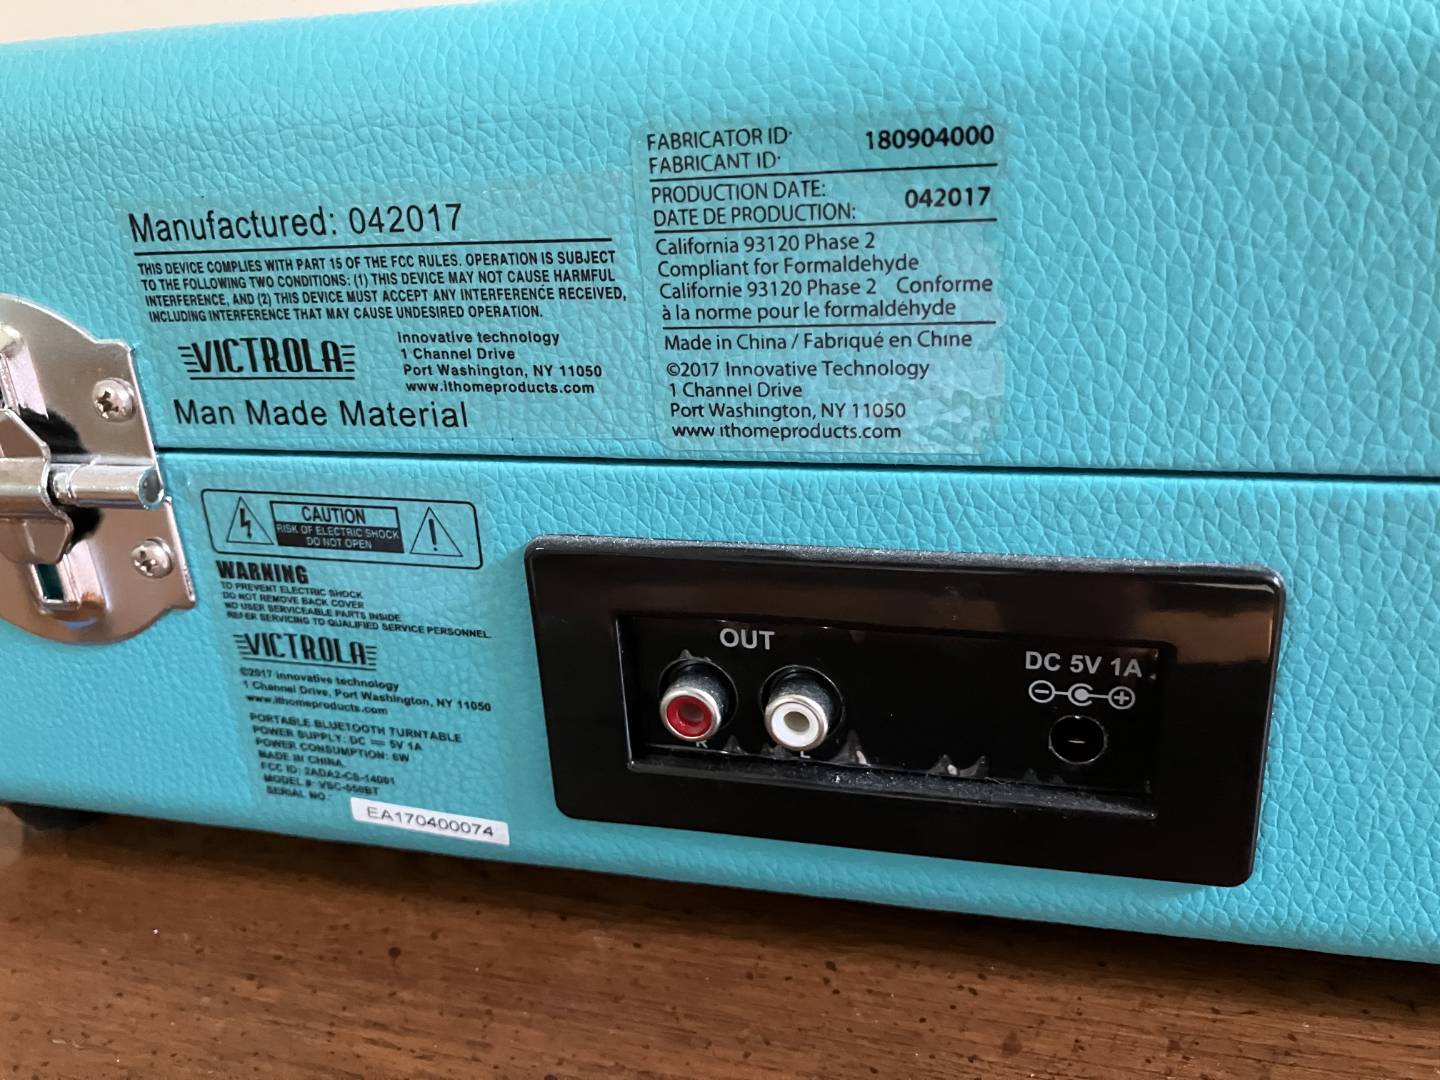 Manufactured: 042017
THIS DEVICE COMPLIES WITH PART 15 OF THE FCC RULES. OPERATION IS SUBJECT
TO THE FOLLOWING TWO CONDITIONS: (1) THIS DEVICE MAY NOT CAUSE HARMFUL
INTERFERENCE, AND (2) THIS DEVICE MUST ACCEPT ANY INTERFERENCE RECEIVED,
INCLUDING INTERFERENCE THAT MAY CAUSE UNDESIRED OPERATION.
VICTROLA
Innovative technology
1 Channel Drive
Port Washington, NY 11050
www.ithomeproducts.com
Man Made Material
FABRICATOR ID: 180904000
FABRICANT ID:
PRODUCTION DATE: 042017
DATE DE PRODUCTION:
California 93120 Phase 2
Compliant for Formaldehyde
Californie 93120 Phase 2 Conforme
à la norme pour le formaldéhyde
Made in China / Fabriqué en Chine
©2017 Innovative Technology
1 Channel Drive
Port Washington, NY 11050
www.ithomeproducts.com
CAUTION
RISK OF ELECTRIC SHOCK
DO NOT OPEN
WARNING
TO PREVENT ELECTRIC SHOCK
DO NOT REMOVE BACK COVER
NO USER SERVICEABLE PARTS INSIDE
REFER SERVICING TO QUALIFIED SERVICE PERSONNEL
VICTROLA
©2017 Innovative technology
1 Channel Drive, Port Washington, NY 11050
www.ithomeproducts.com
PORTABLE BLUETOOTH TURNTABLE
POWER SUPPLY: DC 5V 1A
POWER CONSUMPTION: 6W
MADE IN CHINA
FCC ID: 2ADA2-CS-14001
MODEL #: VSC-550BT
SERIAL NO.:
EA170400074
OUT
R L
DC 5V 1A